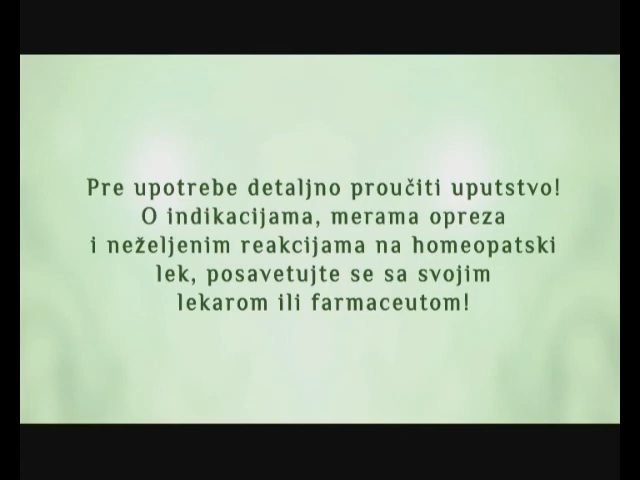 Pre upotrebe detaljno proučiti uputstvo!
O indikacijama, merama opreza
i neželjenim reakcijama na homeopatski
lek, posavetujte se sa svojim
lekarom ili farmaceutom!